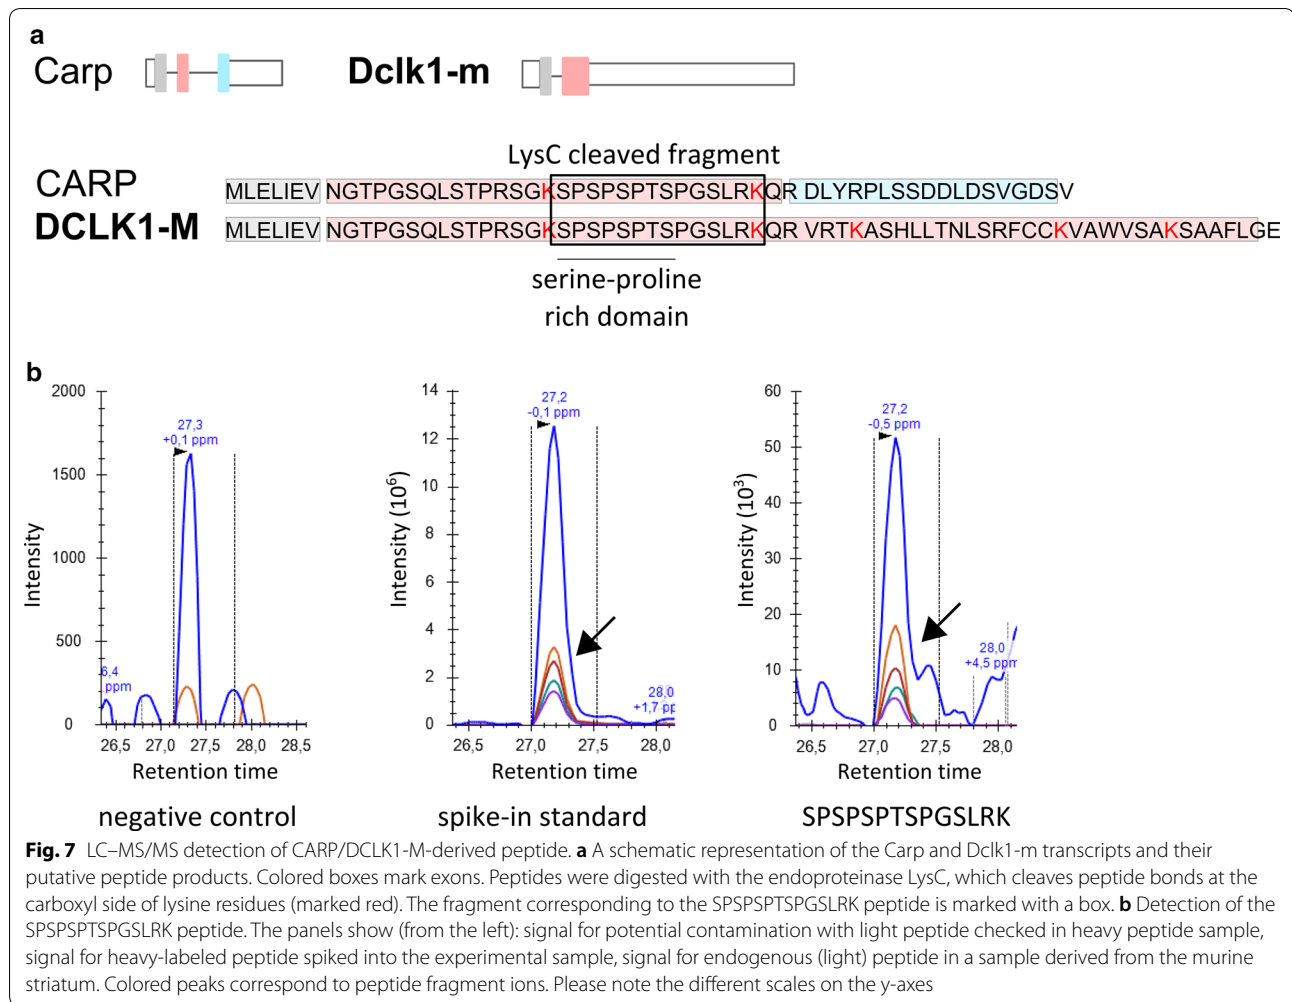 a
Carp
Dclk1-m
LysC cleaved fragment
CARP MLELIEV NGTPGSQLSTPRSGKSPSPSPTSPGSLRKQR DLYRPLSSDDLDSVGDSV
DCLK1-M MLELIEV NGTPGSQLSTPRSGKSPSPSPTSPGSLRKQR VRTKASHLLTNLSRFCCKVAWVSAKSAAFLGE
serine-proline
rich domain
b
2000
1500
1000
500
0
Intensity
27,3
+0,1 ppm
6,4
ppm
26,5 27,0 27,5 28,0 28,5
Retention time
negative control
14
12
10
8
6
4
2
0
Intensity (10⁶)
27,2
-0,1 ppm
28,0
+1,7 pp
26,5 27,0 27,5 28,0
Retention time
spike-in standard
60
50
40
30
20
10
0
Intensity (10³)
27,2
-0,5 ppm
28,0
+4,5 ppm
26,5 27,0 27,5 28,0
Retention time
SPSPSPTSPGSLRK
Fig. 7 LC–MS/MS detection of CARP/DCLK1-M-derived peptide. a A schematic representation of the Carp and Dclk1-m transcripts and their
putative peptide products. Colored boxes mark exons. Peptides were digested with the endoproteinase LysC, which cleaves peptide bonds at the
carboxyl side of lysine residues (marked red). The fragment corresponding to the SPSPSPTSPGSLRK peptide is marked with a box. b Detection of the
SPSPSPTSPGSLRK peptide. The panels show (from the left): signal for potential contamination with light peptide checked in heavy peptide sample,
signal for heavy-labeled peptide spiked into the experimental sample, signal for endogenous (light) peptide in a sample derived from the murine
striatum. Colored peaks correspond to peptide fragment ions. Please note the different scales on the y-axes